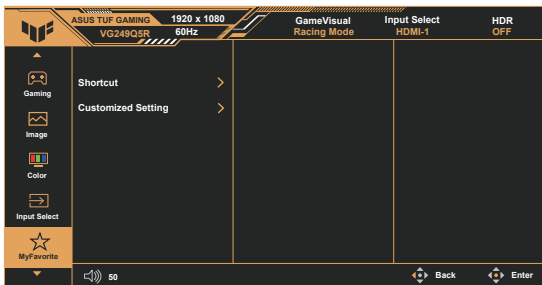 ASUS TUF GAMING
VG249Q5R
1920 x 1080
60Hz
GameVisual
Racing Mode
Input Select
HDMI-1
HDR
OFF
Gaming
Image
Color
Input Select
MyFavorite
Shortcut
Customized Setting
50
Back
Enter